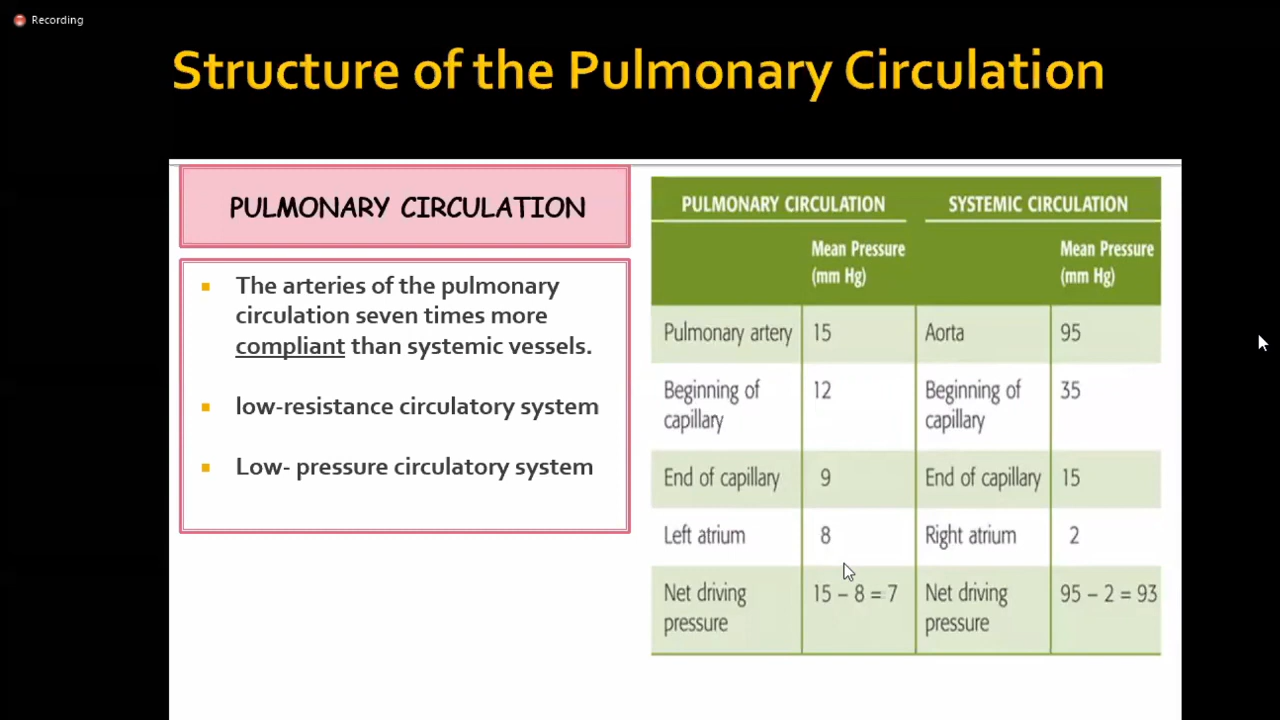 Recording
Structure of the Pulmonary Circulation
PULMONARY CIRCULATION
The arteries of the pulmonary
circulation seven times more
compliant than systemic vessels.
low-resistance circulatory system
Low- pressure circulatory system
PULMONARY CIRCULATION SYSTEMIC CIRCULATION
Mean Pressure Mean Pressure
(mm Hg) (mm Hg)
Pulmonary artery 15 Aorta 95
Beginning of 12 Beginning of 35
capillary capillary
End of capillary 9 End of capillary 15
Left atrium 8 Right atrium 2
Net driving 15 – 8 = 7 Net driving 95 – 2 = 93
pressure pressure